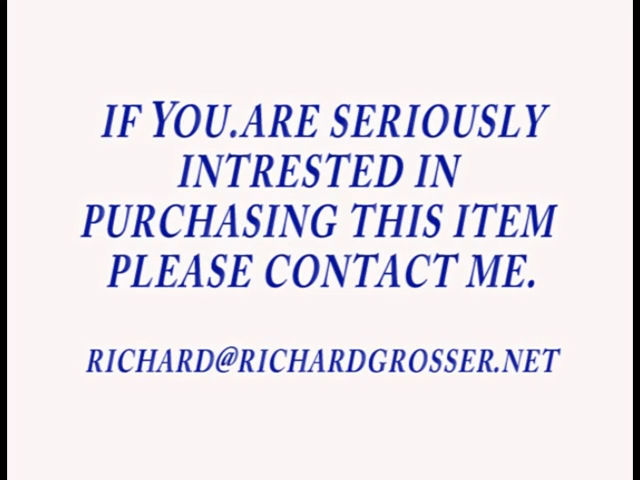 IF YOU.ARE SERIOUSLY
INTRESTED IN
PURCHASING THIS ITEM
PLEASE CONTACT ME.
RICHARD@RICHARDGROSSER.NET